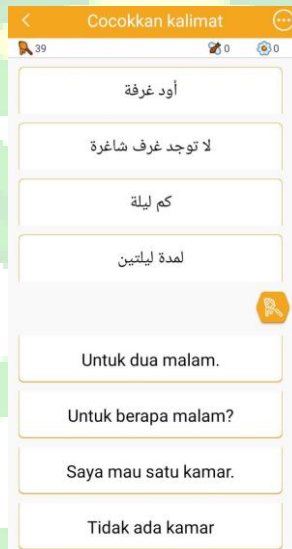 Cocokkan kalimat
39 0 0
أود غرفة
لا توجد غرف شاغرة
كم ليلة
لمدة ليلتين
Untuk dua malam.
Untuk berapa malam?
Saya mau satu kamar.
Tidak ada kamar